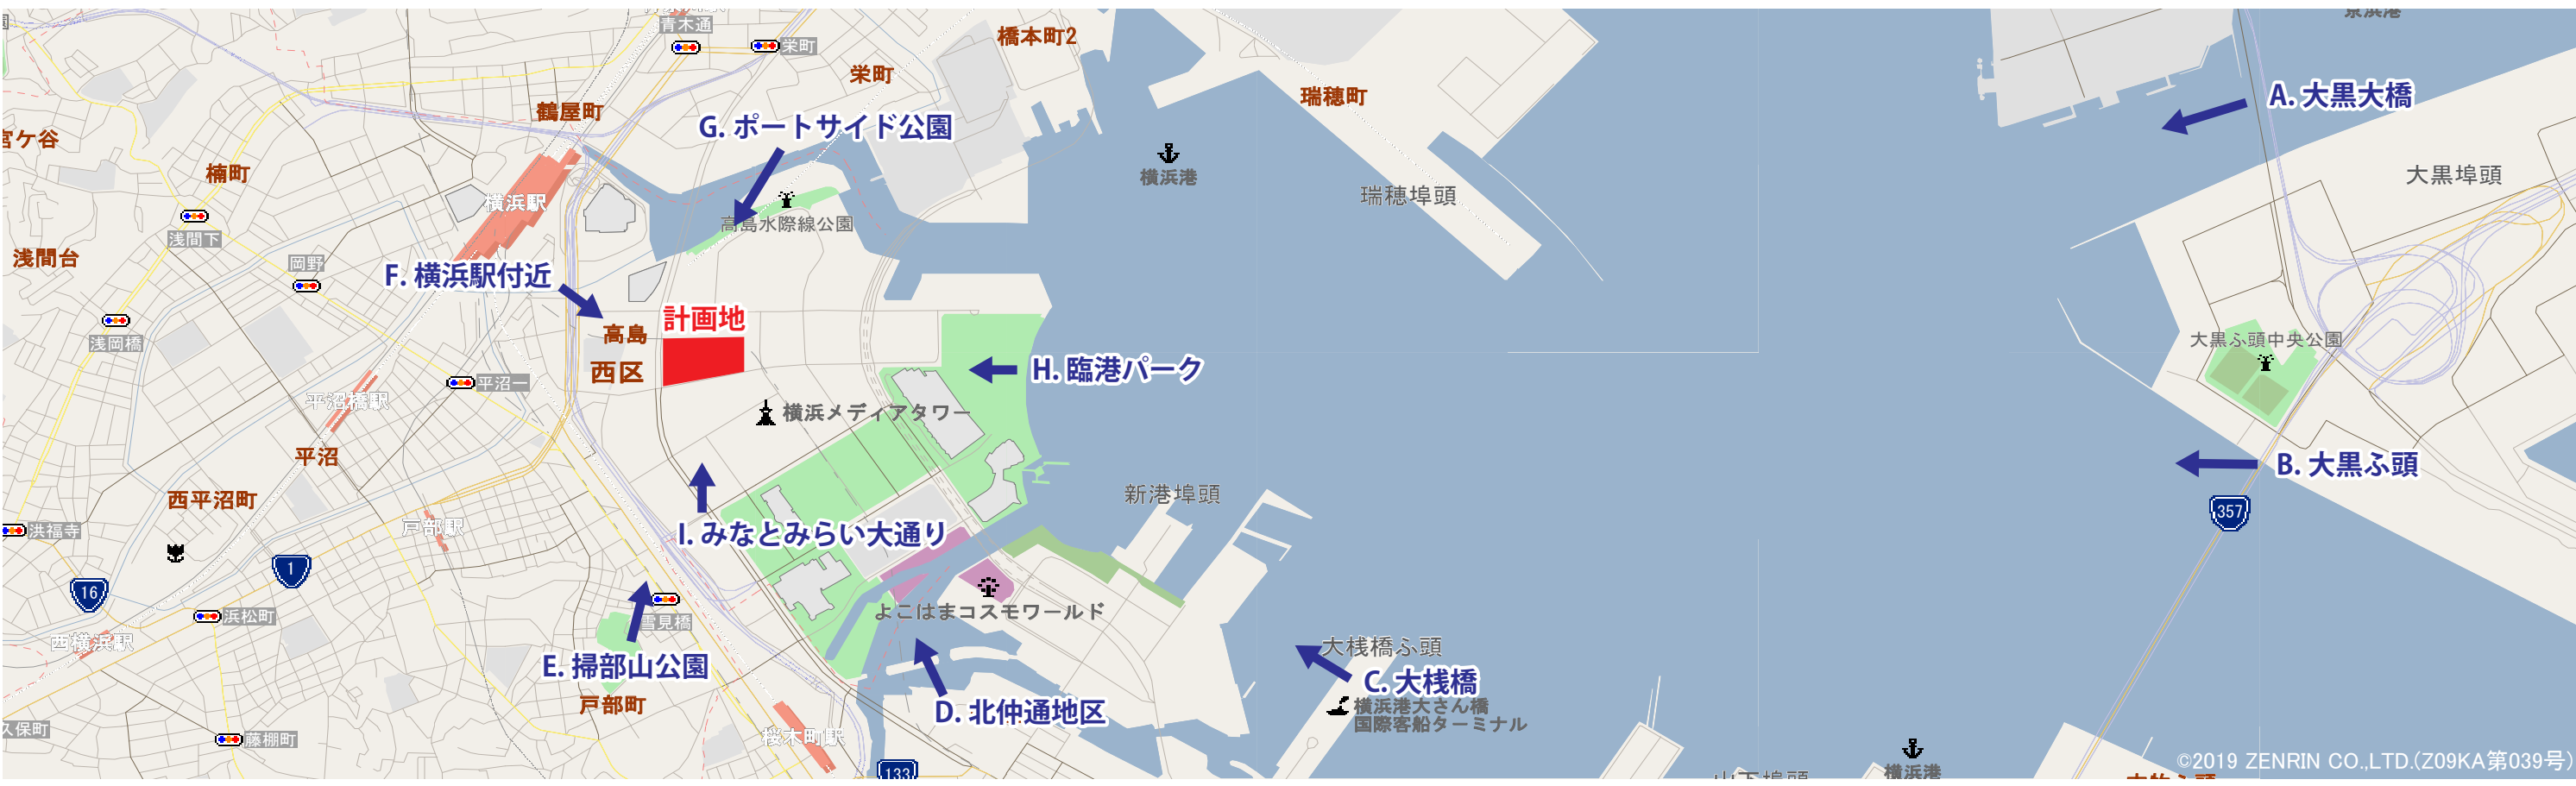 青木通
京浜港
橋本町2
栄町
栄町
A. 大黒大橋
瑞穂町
鶴屋町
G. ポートサイド公園
宮ケ谷
楠町
横浜港
大黒埠頭
瑞穂埠頭
横浜駅
高島水際線公園
浅間下
浅間台
岡野
F. 横浜駅付近
計画地
浅岡橋
高島
大黒ふ頭中央公園
西区
H. 臨港パーク
平沼一
平沼橋駅
横浜メディアタワー
平沼
B. 大黒ふ頭
西平沼町
新港埠頭
357
戸部駅
洪福寺
I. みなとみらい大通り
1
16
よこはまコスモワールド
浜松町
雪見橋
西横浜駅
大桟橋ふ頭
E. 掃部山公園
C. 大桟橋
戸部町
D. 北仲通地区
横浜港大さん橋
国際客船ターミナル
久保町
藤棚町
桜木町駅
133
山下埠頭
横浜港
©2019 ZENRIN CO.,LTD.(Z09KA第039号)